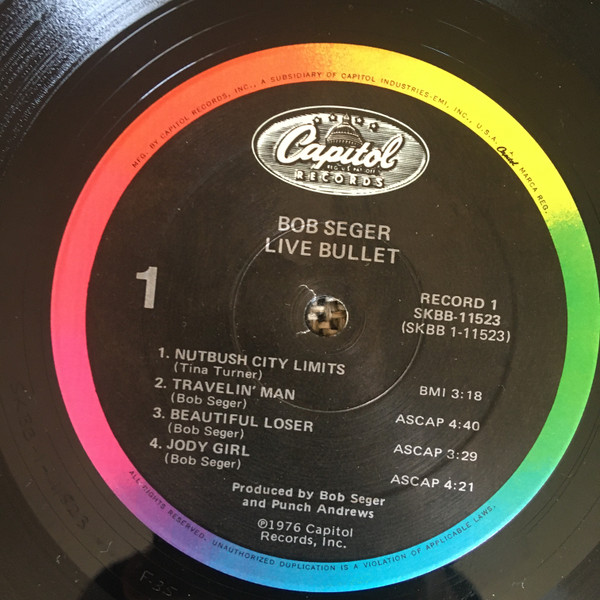 MFG. BY CAPITOL RECORDS, INC., A SUBSIDIARY OF CAPITOL INDUSTRIES-EMI, INC., U.S.A. Capitol MARCA REG.
Capitol
RECORDS
BOB SEGER
LIVE BULLET
1
RECORD 1
SKBB-11523
(SKBB 1-11523)
1. NUTBUSH CITY LIMITS
(Tina Turner)
BMI 3:18
2. TRAVELIN' MAN
(Bob Seger)
ASCAP 4:40
3. BEAUTIFUL LOSER
(Bob Seger)
ASCAP 3:29
4. JODY GIRL
(Bob Seger)
ASCAP 4:21
Produced by Bob Seger
and Punch Andrews
℗1976 Capitol
Records, Inc.
ALL RIGHTS RESERVED. UNAUTHORIZED DUPLICATION IS A VIOLATION OF APPLICABLE LAWS.